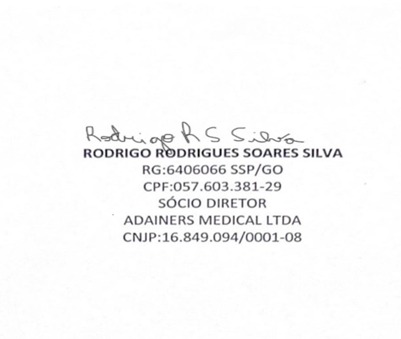 Rodrigo R S Silva
RODRIGO RODRIGUES SOARES SILVA
RG:6406066 SSP/GO
CPF:057.603.381-29
SÓCIO DIRETOR
ADAINERS MEDICAL LTDA
CNJP:16.849.094/0001-08